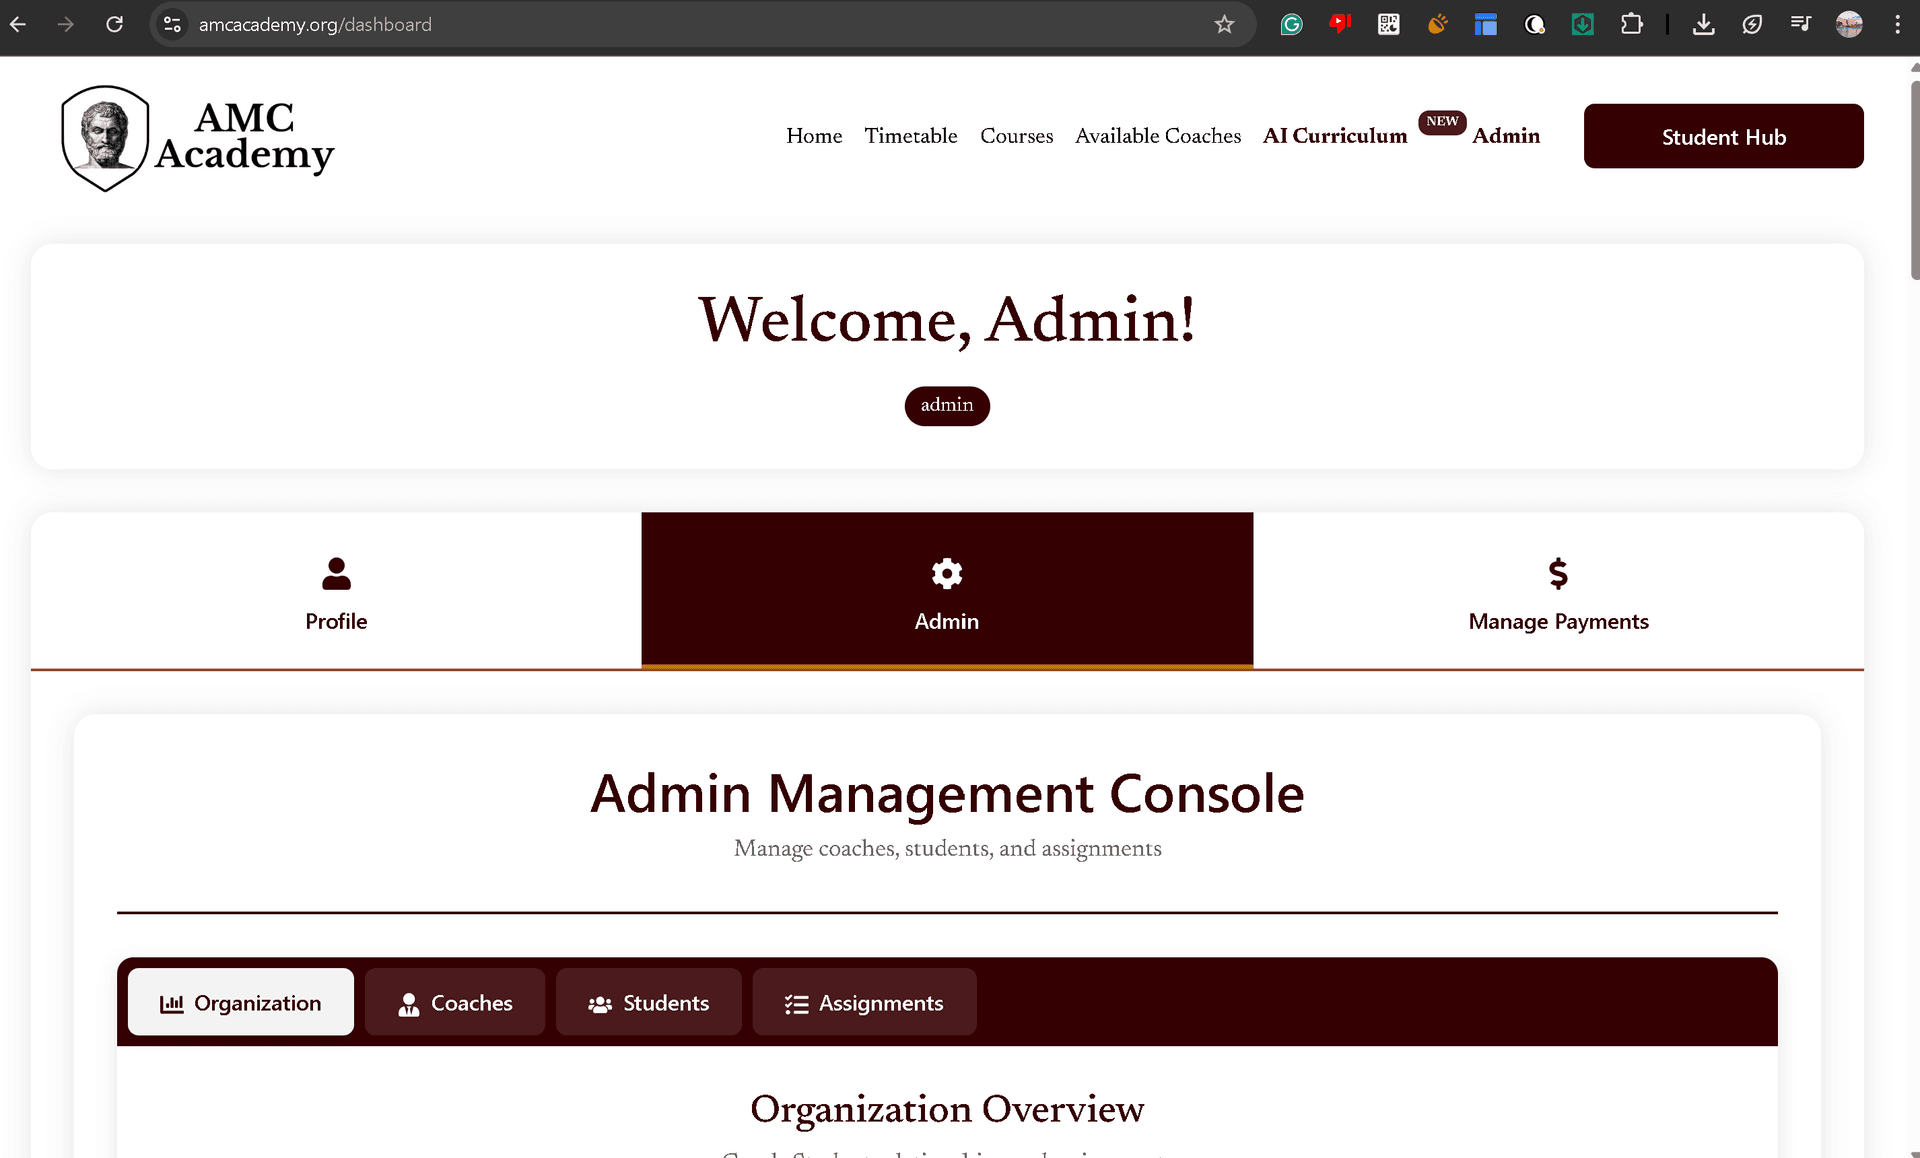 amcacademy.org/dashboard
AMC
Academy
Home Timetable Courses Available Coaches AI Curriculum NEW Admin Student Hub
Welcome, Admin!
admin
Profile Admin Manage Payments
Admin Management Console
Manage coaches, students, and assignments
Organization Coaches Students Assignments
Organization Overview